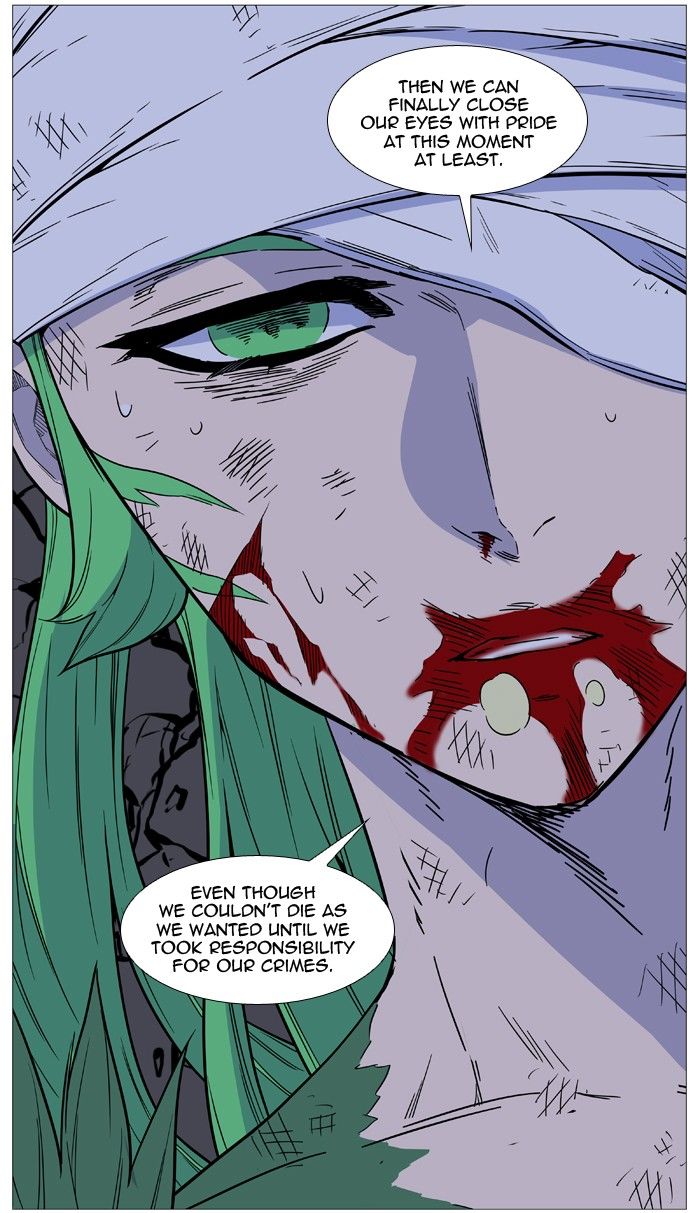 THEN WE CAN
FINALLY CLOSE
OUR EYES WITH PRIDE
AT THIS MOMENT
AT LEAST.
EVEN THOUGH
WE COULDN'T DIE AS
WE WANTED UNTIL WE
TOOK RESPONSIBILITY
FOR OUR CRIMES.